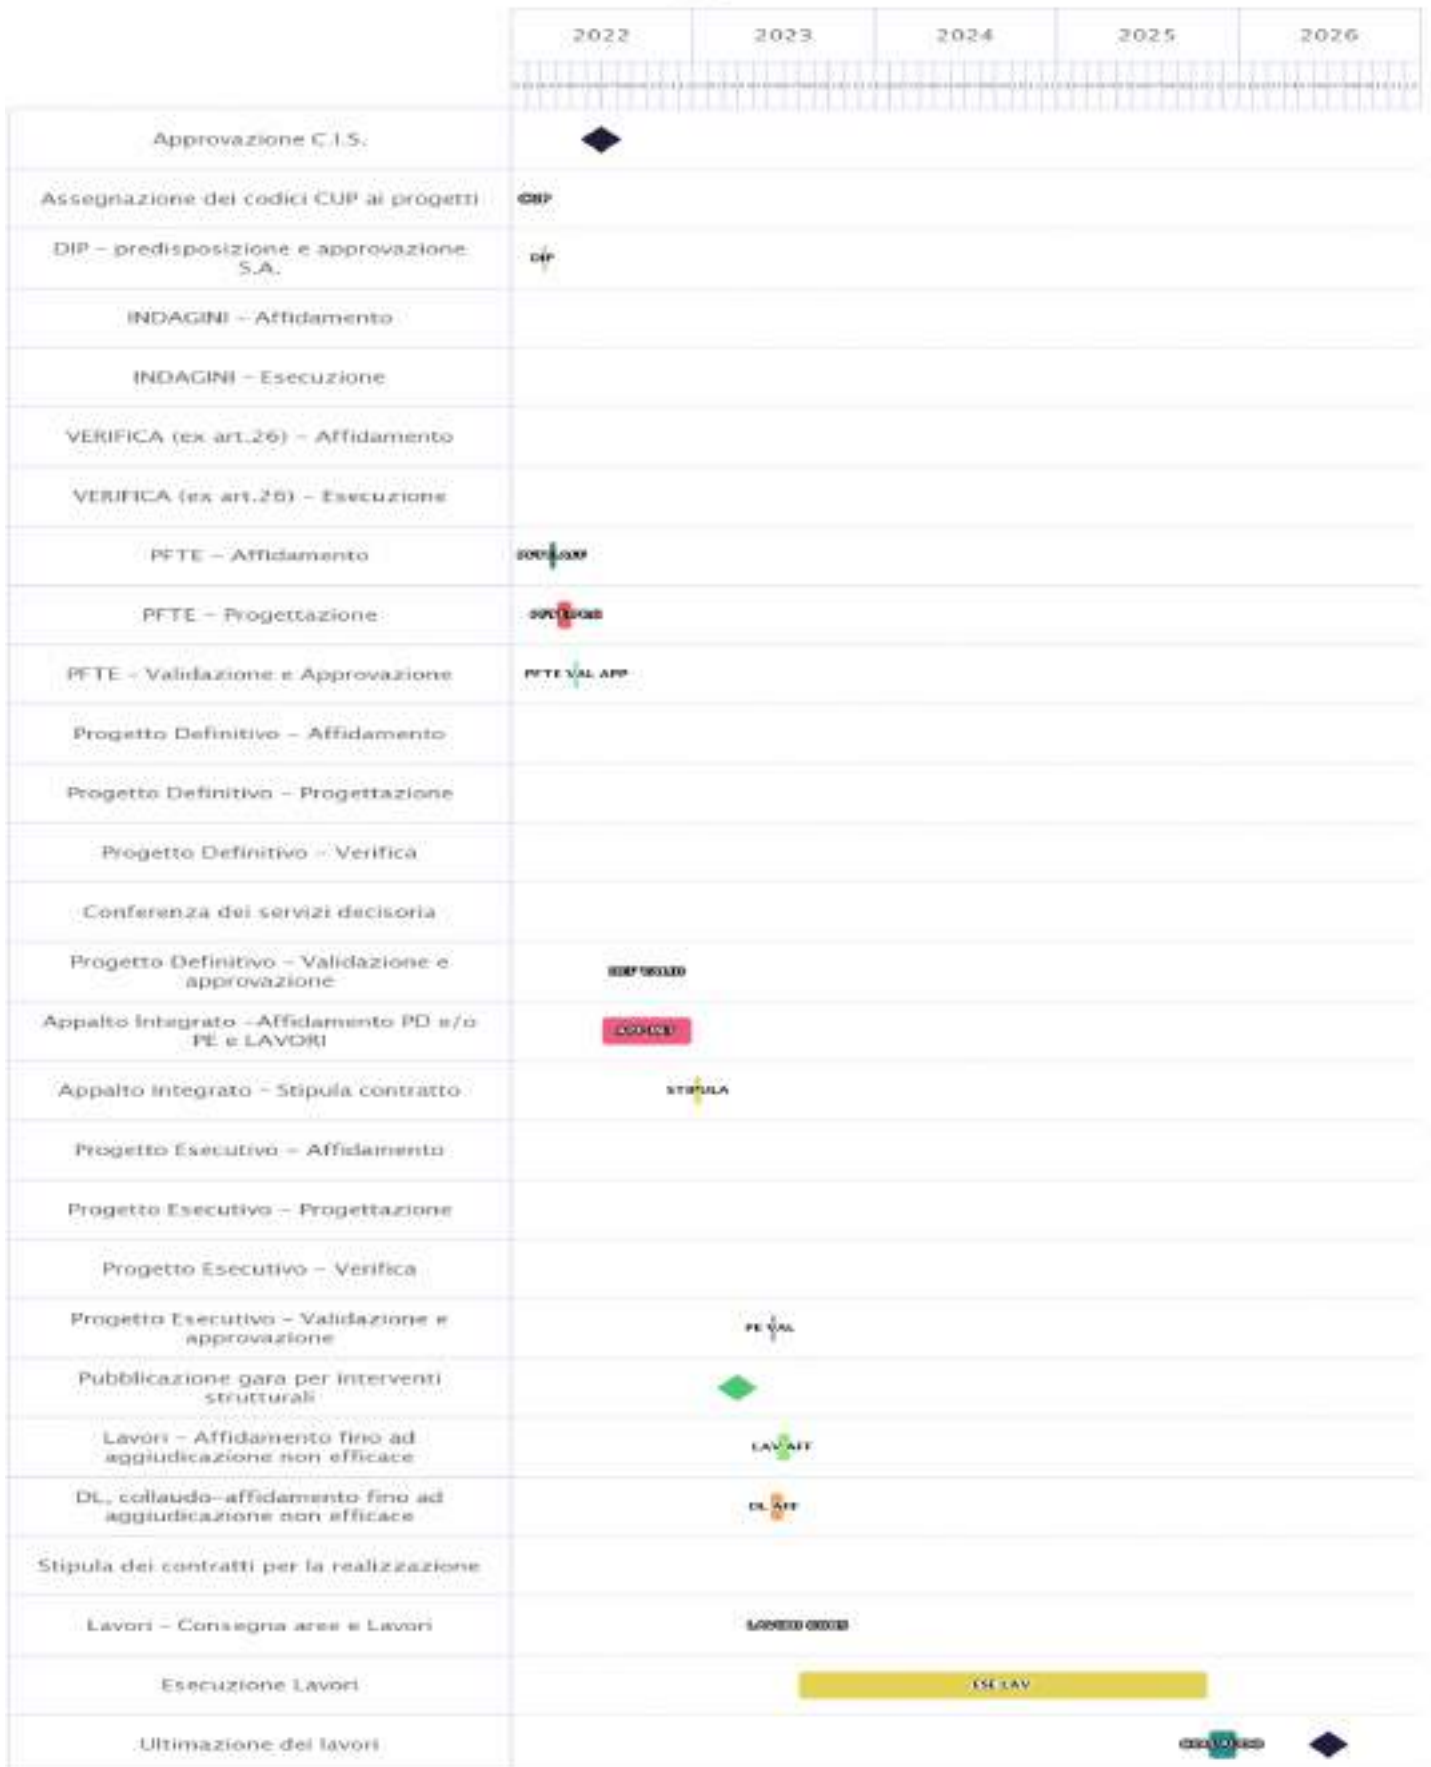 2022 2023 2024 2025 2026
Approvazione C.I.S.
Assegnazione dei codici CUP ai progetti
CUP
DIP – predisposizione e approvazione
S.A.
DIP
INDAGINI – Affidamento
INDAGINI – Esecuzione
VERIFICA (ex art.26) – Affidamento
VERIFICA (ex art.26) – Esecuzione
PFTE – Affidamento
PFTE – Progettazione
PFTE – Validazione e Approvazione
PFTE VAL APP
Progetto Definitivo – Affidamento
Progetto Definitivo – Progettazione
Progetto Definitivo – Verifica
Conferenza dei servizi decisoria
Progetto Definitivo – Validazione e
approvazione
DEF VALID
Appalto Integrato –Affidamento PD e/o
PE e LAVORI
Appalto Integrato – Stipula contratto
STIPULA
Progetto Esecutivo – Affidamento
Progetto Esecutivo – Progettazione
Progetto Esecutivo – Verifica
Progetto Esecutivo – Validazione e
approvazione
PE VAL
Pubblicazione gara per interventi
strutturali
Lavori – Affidamento fino ad
aggiudicazione non efficace
LAV AFF
DL, collaudo–affidamento fino ad
aggiudicazione non efficace
DL AFF
Stipula dei contratti per la realizzazione
Lavori – Consegna aree e Lavori
LAVORI CONS
Esecuzione Lavori
ESE LAV
Ultimazione dei lavori